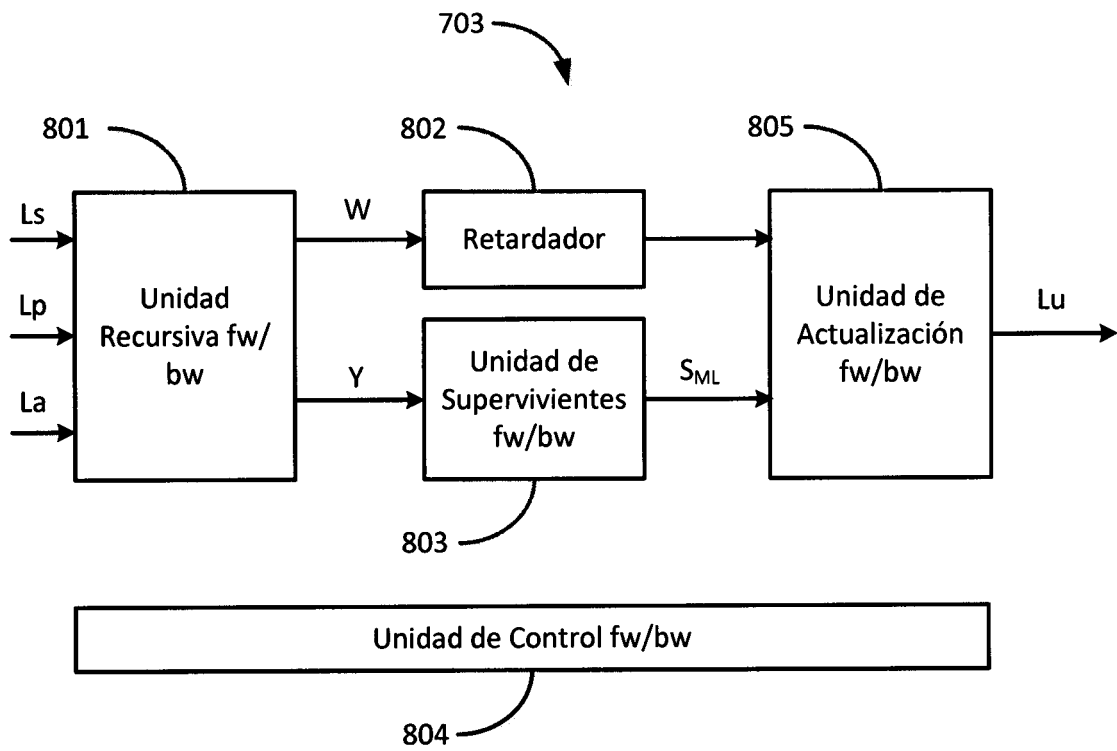 703
801
802
805
Ls
Lp
La
Unidad
Recursiva fw/
bw
W
Y
Retardador
Unidad de
Supervivientes
fw/bw
S_ML
Unidad de
Actualización
fw/bw
Lu
803
Unidad de Control fw/bw
804